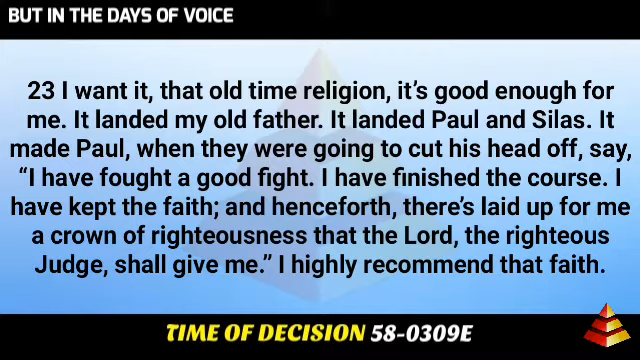 BUT IN THE DAYS OF VOICE
23 I want it, that old time religion, it’s good enough for
me. It landed my old father. It landed Paul and Silas. It
made Paul, when they were going to cut his head off, say,
“I have fought a good fight. I have finished the course. I
have kept the faith; and henceforth, there’s laid up for me
a crown of righteousness that the Lord, the righteous
Judge, shall give me.” I highly recommend that faith.
TIME OF DECISION 58-0309E